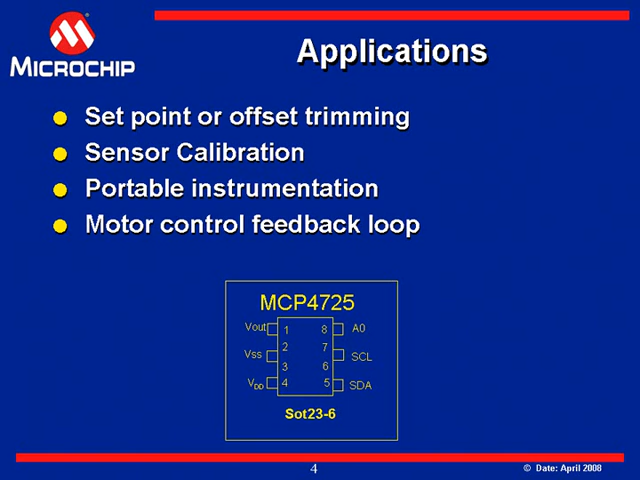 MICROCHIP
Applications
Set point or offset trimming
Sensor Calibration
Portable instrumentation
Motor control feedback loop
MCP4725
Vout 1 8 A0
2 7
Vss SCL
3 6
VDD 4 5 SDA
Sot23-6
4
© Date: April 2008